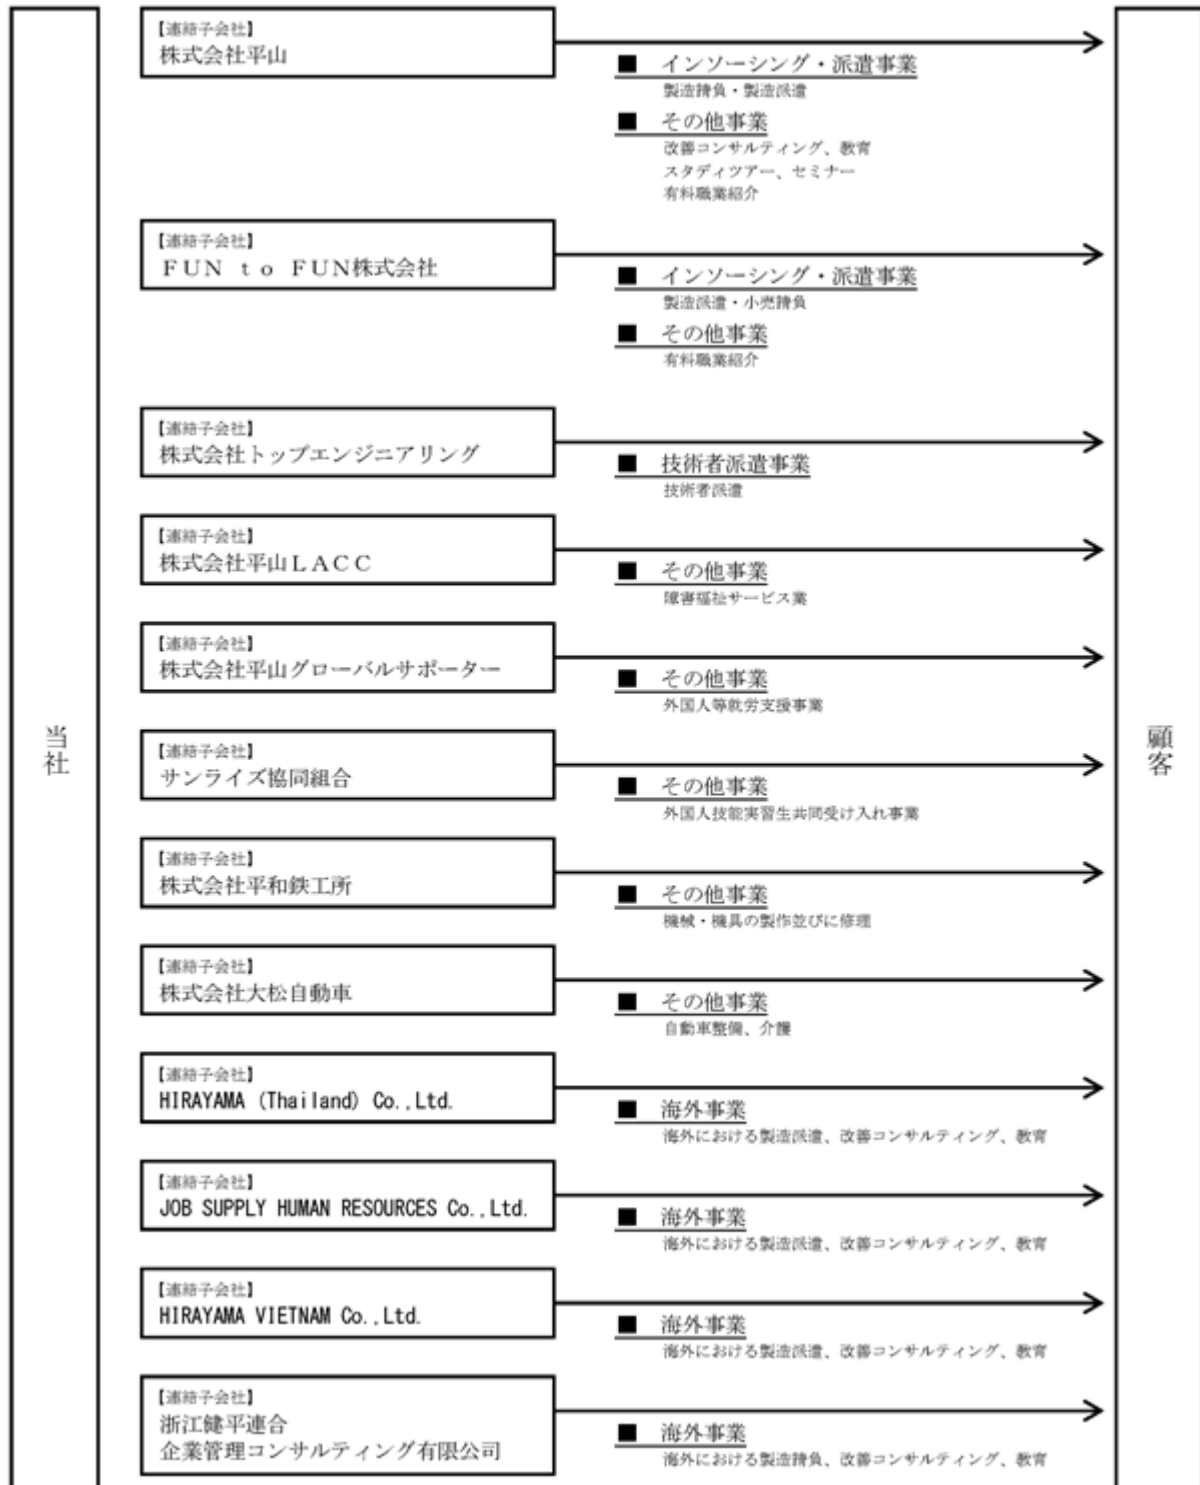 【連結子会社】
株式会社平山
■ インソーシング・派遣事業
製造請負・製造派遣
■ その他事業
改善コンサルティング、教育
スタディツアー、セミナー
有料職業紹介
【連結子会社】
ＦＵＮ ｔｏ ＦＵＮ株式会社
■ インソーシング・派遣事業
製造派遣・小売請負
■ その他事業
有料職業紹介
【連結子会社】
株式会社トップエンジニアリング
■ 技術者派遣事業
技術者派遣
【連結子会社】
株式会社平山ＬＡＣＣ
■ その他事業
障害福祉サービス業
【連結子会社】
株式会社平山グローバルサポーター
■ その他事業
外国人等就労支援事業
当社
顧客
【連結子会社】
サンライズ協同組合
■ その他事業
外国人技能実習生共同受け入れ事業
【連結子会社】
株式会社平和鉄工所
■ その他事業
機械・機具の製作並びに修理
【連結子会社】
株式会社大松自動車
■ その他事業
自動車整備、介護
【連結子会社】
HIRAYAMA (Thailand) Co.,Ltd.
■ 海外事業
海外における製造派遣、改善コンサルティング、教育
【連結子会社】
JOB SUPPLY HUMAN RESOURCES Co.,Ltd.
■ 海外事業
海外における製造派遣、改善コンサルティング、教育
【連結子会社】
HIRAYAMA VIETNAM Co.,Ltd.
■ 海外事業
海外における製造派遣、改善コンサルティング、教育
【連結子会社】
浙江健平連合
企業管理コンサルティング有限公司
■ 海外事業
海外における製造請負、改善コンサルティング、教育